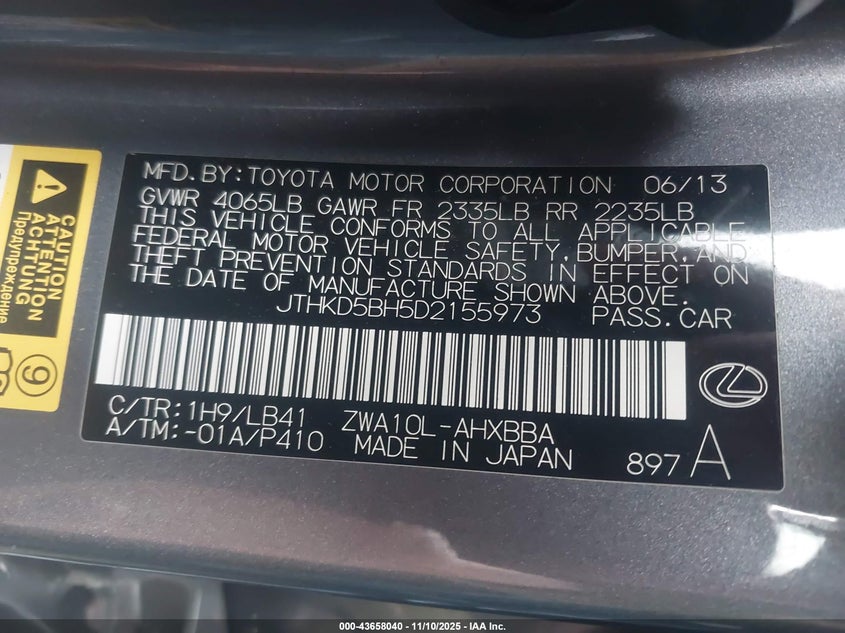 CAUTION
ATTENTION
ACHTUNG
Предупреждение
9
MFD.BY:TOYOTA MOTOR CORPORATION 06/13
GVWR 4065LB GAWR FR 2335LB RR 2235LB
THIS VEHICLE CONFORMS TO ALL APPLICABLE
FEDERAL MOTOR VEHICLE SAFETY,BUMPER,AND
THEFT PREVENTION STANDARDS IN EFFECT ON
THE DATE OF MANUFACTURE SHOWN ABOVE.
JTHKD5BH5D2155973 PASS.CAR
C/TR:1H9/LB41 ZWA10L-AHXBBA
A/TM:-01A/P410 MADE IN JAPAN
897 A
000-43658040 — 11/10/2025 — IAA Inc.